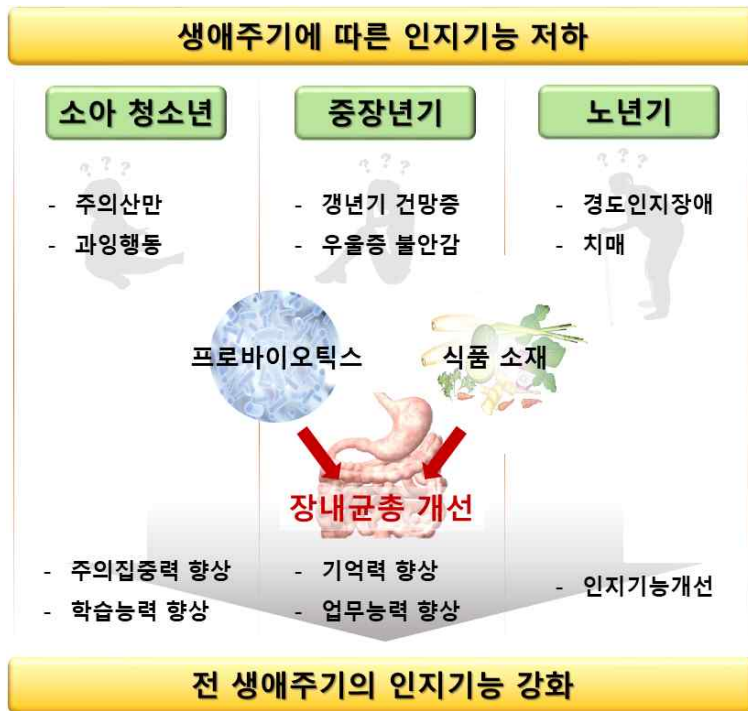 생애주기에 따른 인지기능 저하
소아 청소년
- 주의산만
- 과잉행동
중장년기
- 갱년기 건망증
- 우울증 불안감
노년기
- 경도인지장애
- 치매
? ? ?
? ? ?
? ? ?
프로바이오틱스
식품 소재
장내균총 개선
- 주의집중력 향상
- 학습능력 향상
- 기억력 향상
- 업무능력 향상
- 인지기능개선
전 생애주기의 인지기능 강화